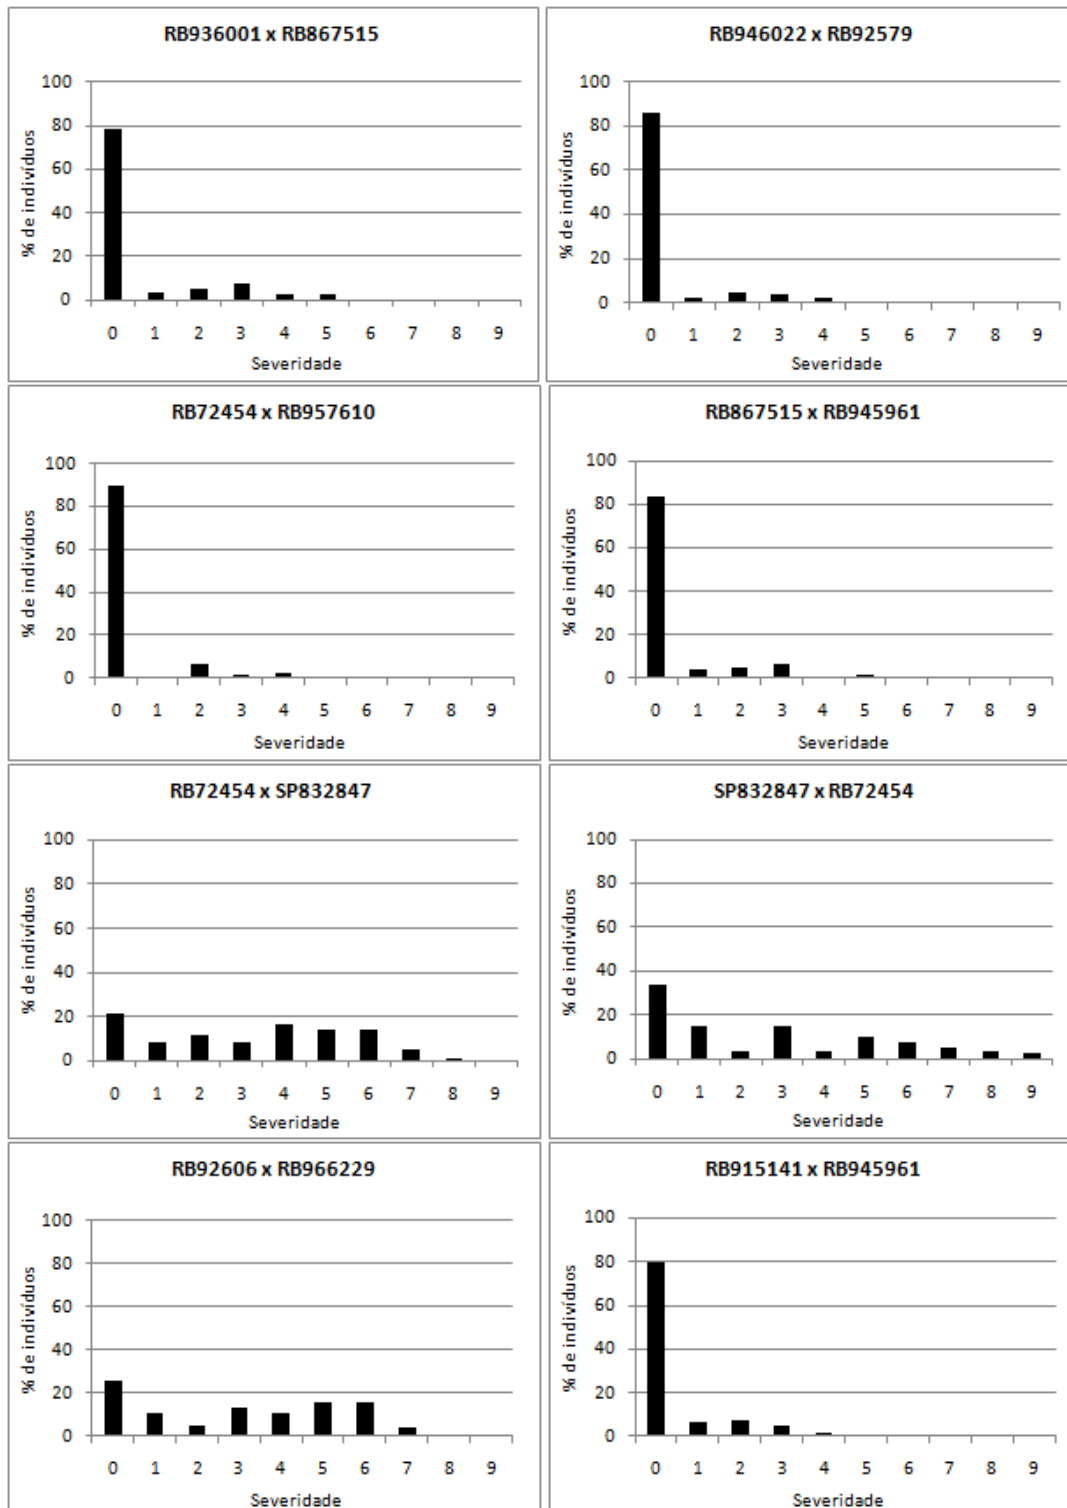 RB936001 x RB867515
% de indivíduos
100
80
60
40
20
0
0 1 2 3 4 5 6 7 8 9
Severidade
RB946022 x RB92579
% de indivíduos
100
80
60
40
20
0
0 1 2 3 4 5 6 7 8 9
Severidade
RB72454 x RB957610
% de indivíduos
100
80
60
40
20
0
0 1 2 3 4 5 6 7 8 9
Severidade
RB867515 x RB945961
% de indivíduos
100
80
60
40
20
0
0 1 2 3 4 5 6 7 8 9
Severidade
RB72454 x SP832847
% de indivíduos
100
80
60
40
20
0
0 1 2 3 4 5 6 7 8 9
Severidade
SP832847 x RB72454
% de indivíduos
100
80
60
40
20
0
0 1 2 3 4 5 6 7 8 9
Severidade
RB92606 x RB966229
% de indivíduos
100
80
60
40
20
0
0 1 2 3 4 5 6 7 8 9
Severidade
RB915141 x RB945961
% de indivíduos
100
80
60
40
20
0
0 1 2 3 4 5 6 7 8 9
Severidade